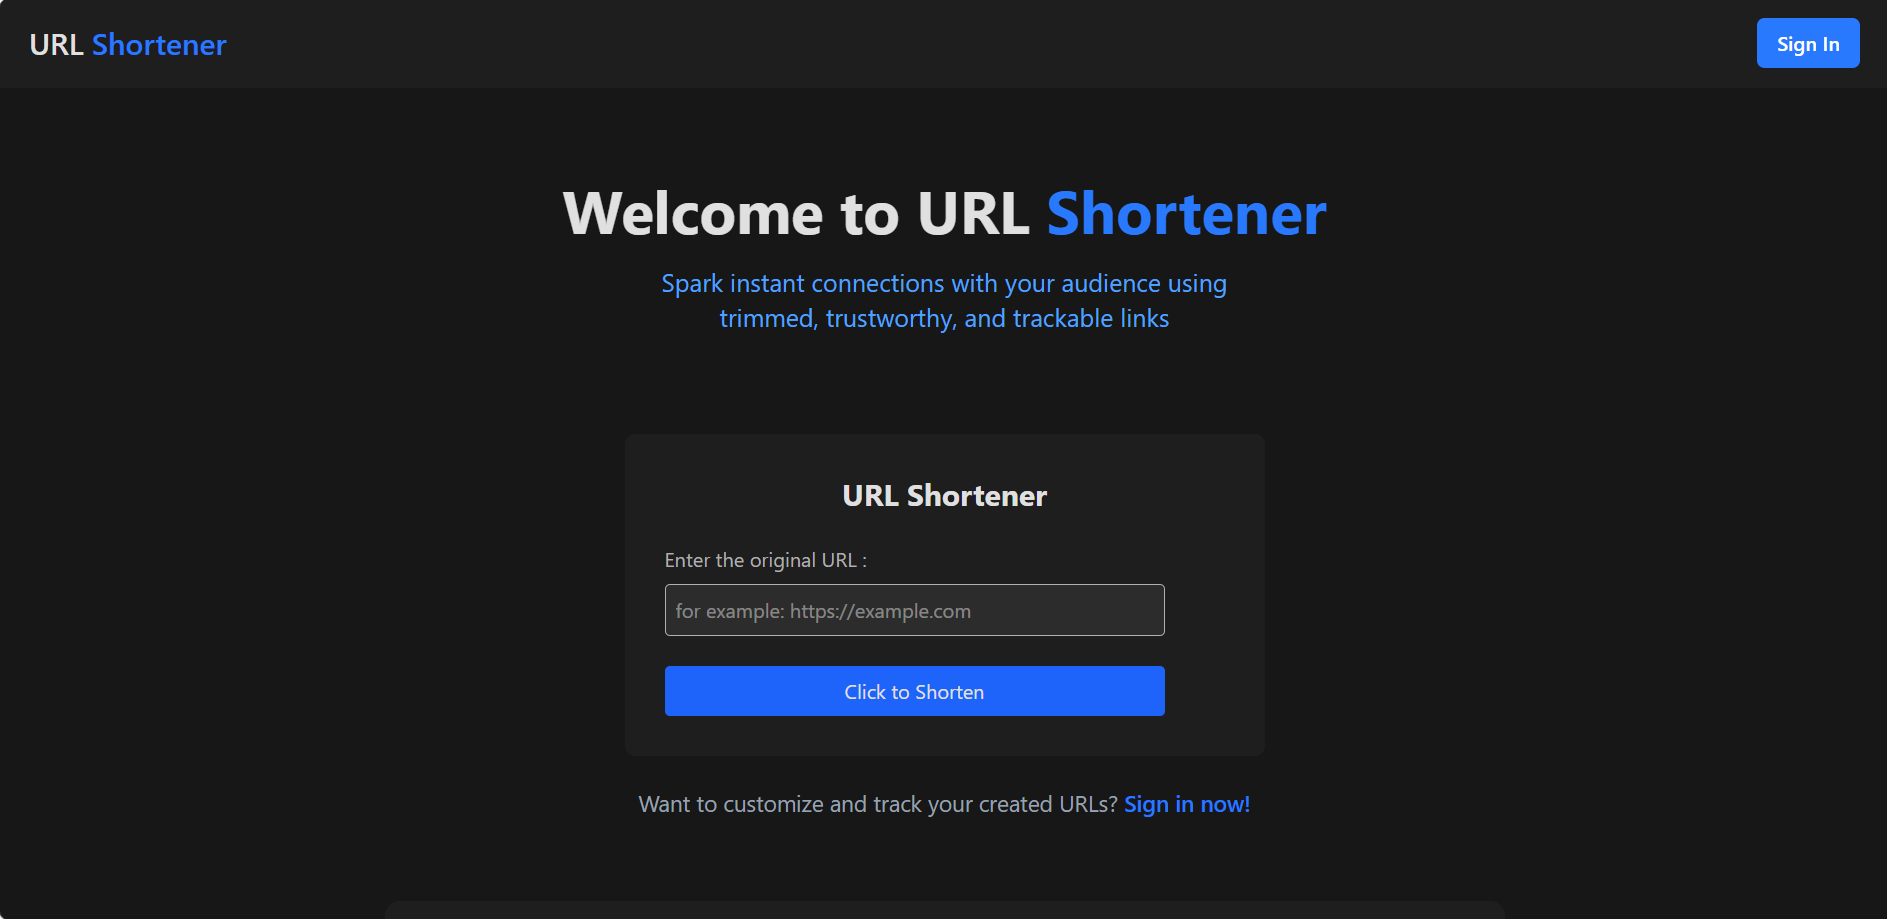 URL Shortener
Sign In
Welcome to URL Shortener
Spark instant connections with your audience using
trimmed, trustworthy, and trackable links
URL Shortener
Enter the original URL :
for example: https://example.com
Click to Shorten
Want to customize and track your created URLs? Sign in now!